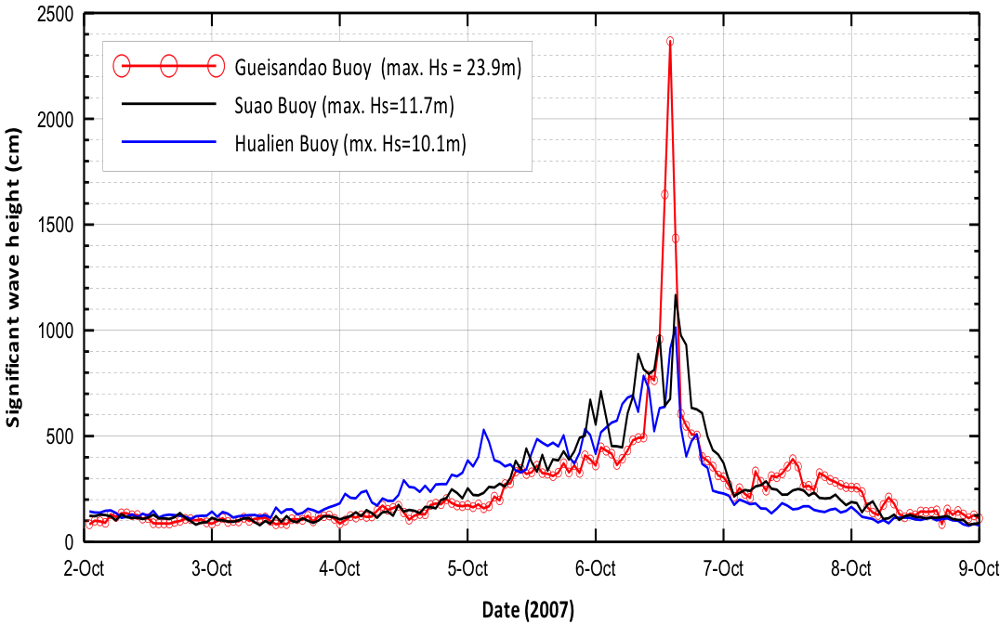 2500
2000
1500
1000
500
0
Significant wave height (cm)
Gueisandao Buoy (max. Hs = 23.9m)
Suao Buoy (max. Hs=11.7m)
Hualien Buoy (mx. Hs=10.1m)
2-Oct 3-Oct 4-Oct 5-Oct 6-Oct 7-Oct 8-Oct 9-Oct
Date (2007)